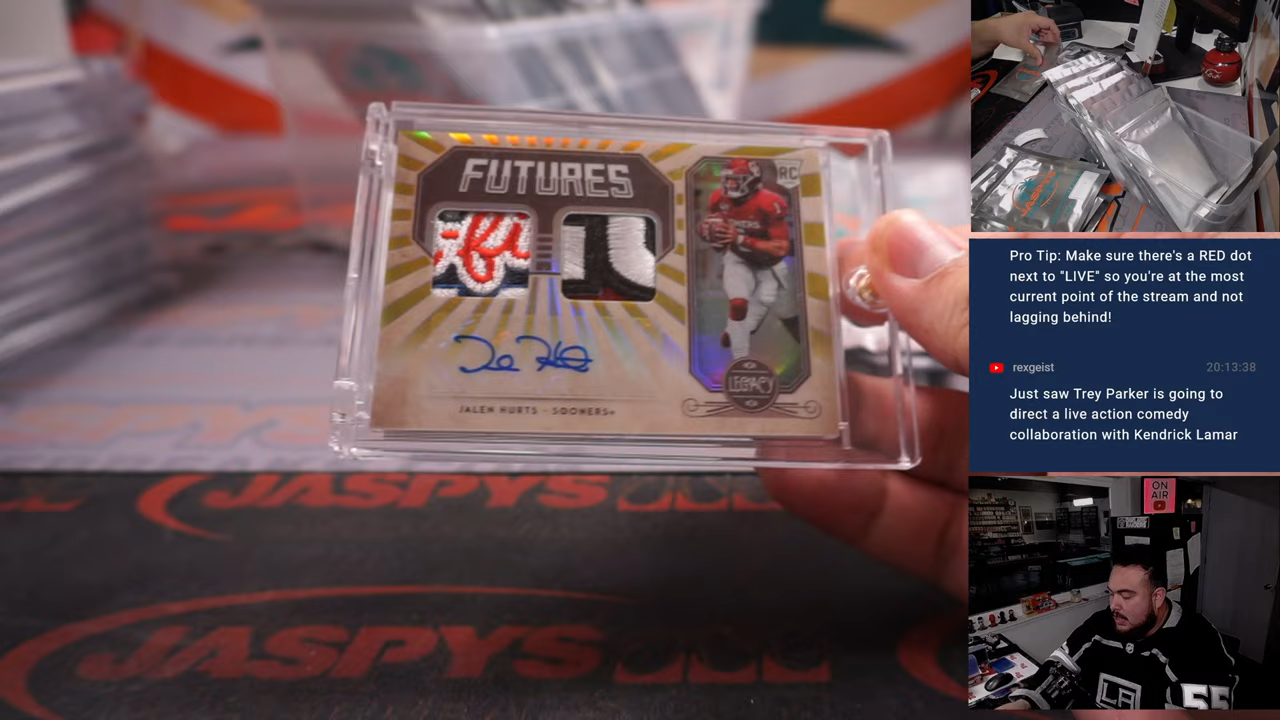 FUTURES
RC
LEGACY
JALEN HURTS - SOONERS
JASPYS
JASPYS
JASPYS
Pro Tip: Make sure there's a RED dot
next to "LIVE" so you're at the most
current point of the stream and not
lagging behind!
rexgeist 20:13:38
Just saw Trey Parker is going to
direct a live action comedy
collaboration with Kendrick Lamar
ON
AIR
LA
55